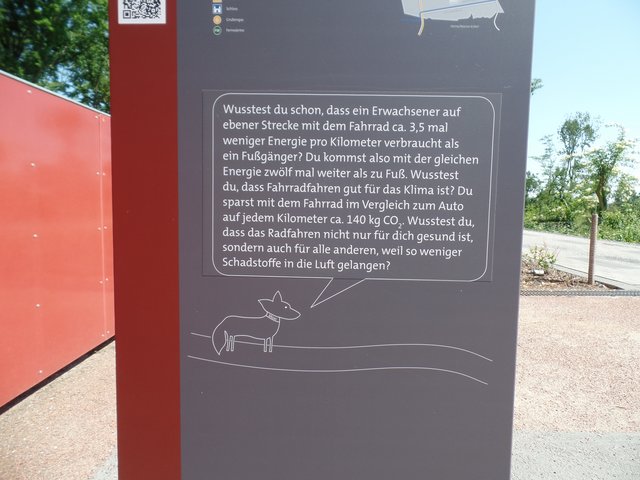 Schloss
Umsteiger
Fernwärme
Wusstest du schon, dass ein Erwachsener auf
ebener Strecke mit dem Fahrrad ca. 3,5 mal
weniger Energie pro Kilometer verbraucht als
ein Fußgänger? Du kommst also mit der gleichen
Energie zwölf mal weiter als zu Fuß. Wusstest
du, dass Fahrradfahren gut für das Klima ist? Du
sparst mit dem Fahrrad im Vergleich zum Auto
auf jedem Kilometer ca. 140 kg CO₂. Wusstest du,
dass das Radfahren nicht nur für dich gesund ist,
sondern auch für alle anderen, weil so weniger
Schadstoffe in die Luft gelangen?